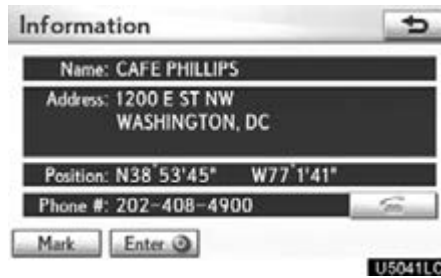 Information
Name: CAFE PHILLIPS
Address: 1200 E ST NW
WASHINGTON, DC
Position: N38°53'45" W77°1'41"
Phone #: 202-408-4900
Mark Enter
U5041LC